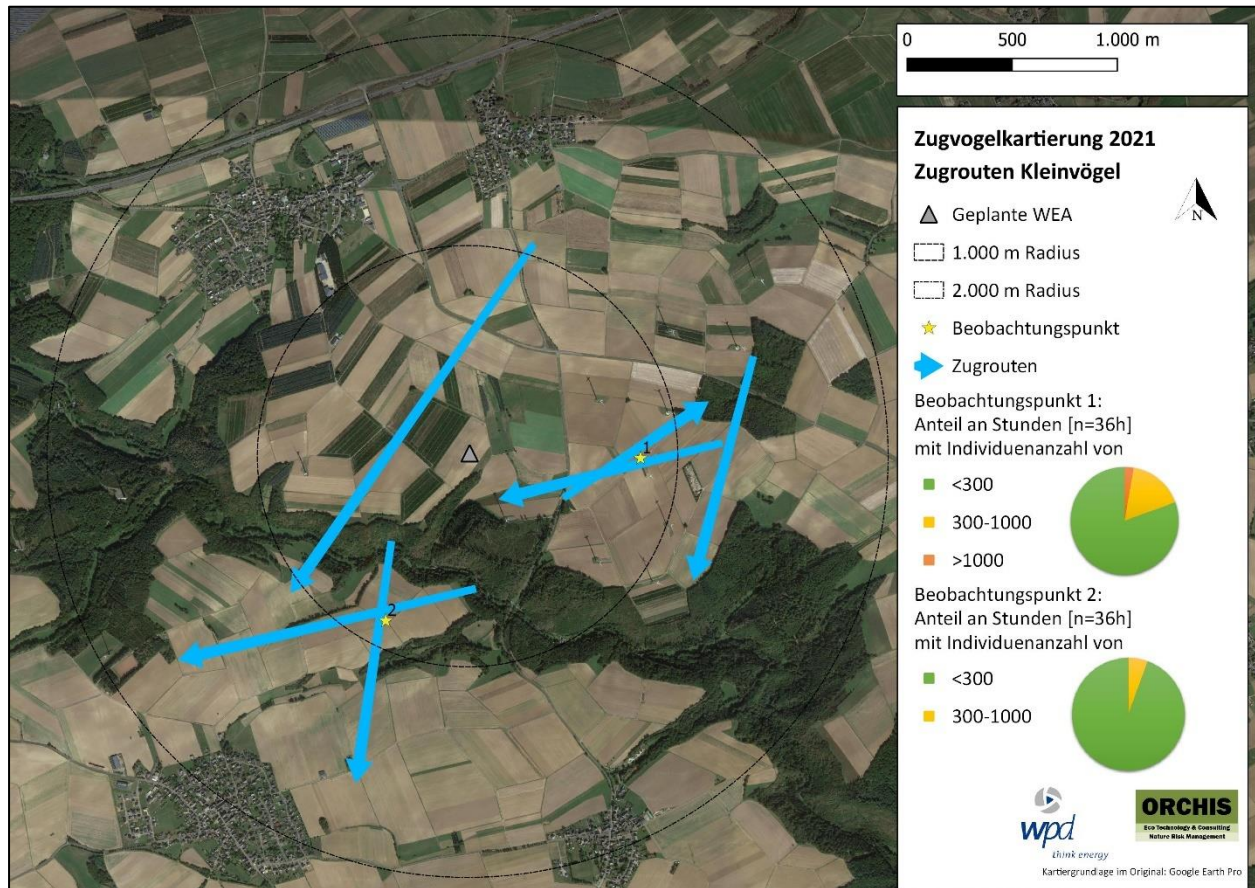 0 500 1.000 m
Zugvogelkartierung 2021
Zugrouten Kleinvögel
Geplante WEA
N
1.000 m Radius
2.000 m Radius
Beobachtungspunkt
Zugrouten
Beobachtungspunkt 1:
Anteil an Stunden [n=36h]
mit Individuenanzahl von
<300
300-1000
>1000
Beobachtungspunkt 2:
Anteil an Stunden [n=36h]
mit Individuenanzahl von
<300
300-1000
1
2
wpd
think energy
ORCHIS
Eco Technology & Consulting
Nature Risk Management
Kartiergrundlage im Original: Google Earth Pro